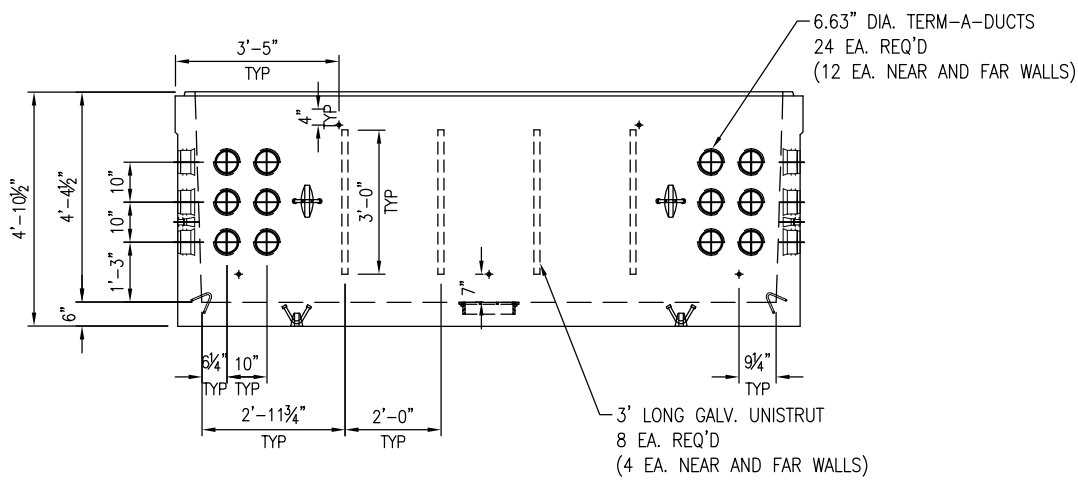 6.63" DIA. TERM-A-DUCTS
24 EA. REQ'D
(12 EA. NEAR AND FAR WALLS)
3'-5"
TYP
4"
TYP
4'-10½"
4'-4½"
10"
10"
1'-3"
6"
3'-0"
TYP
7"
6¼"
TYP
10"
TYP
9¼"
TYP
2'-11¾"
TYP
2'-0"
TYP
3' LONG GALV. UNISTRUT
8 EA. REQ'D
(4 EA. NEAR AND FAR WALLS)